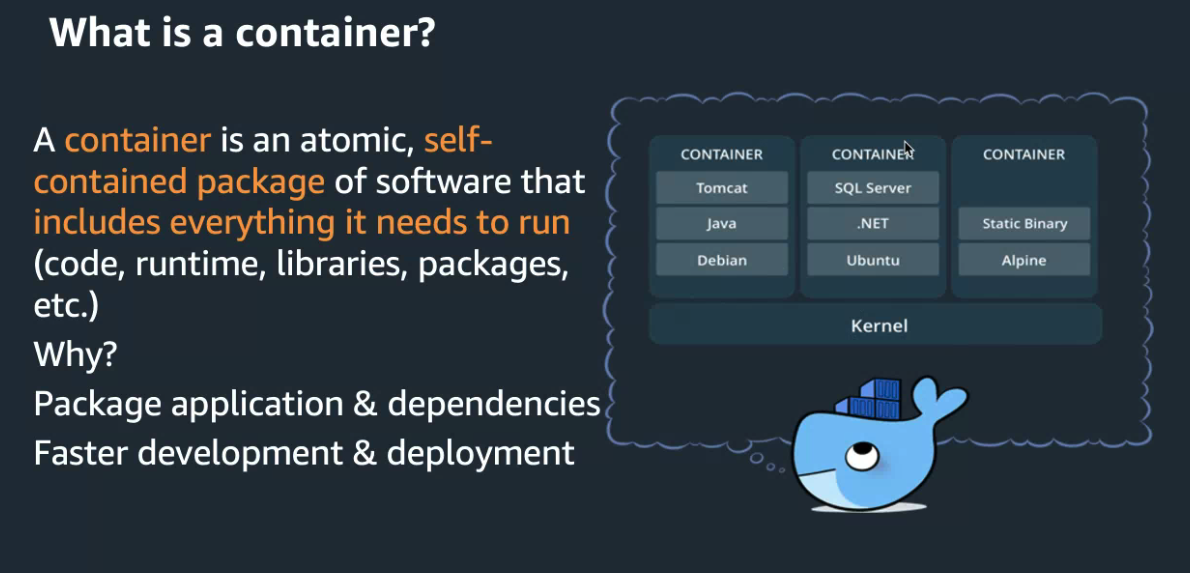 What is a container?
A container is an atomic, self-
contained package of software that
includes everything it needs to run
(code, runtime, libraries, packages,
etc.)
Why?
Package application & dependencies
Faster development & deployment
CONTAINER
Tomcat
Java
Debian
CONTAINER
SQL Server
.NET
Ubuntu
CONTAINER
Static Binary
Alpine
Kernel